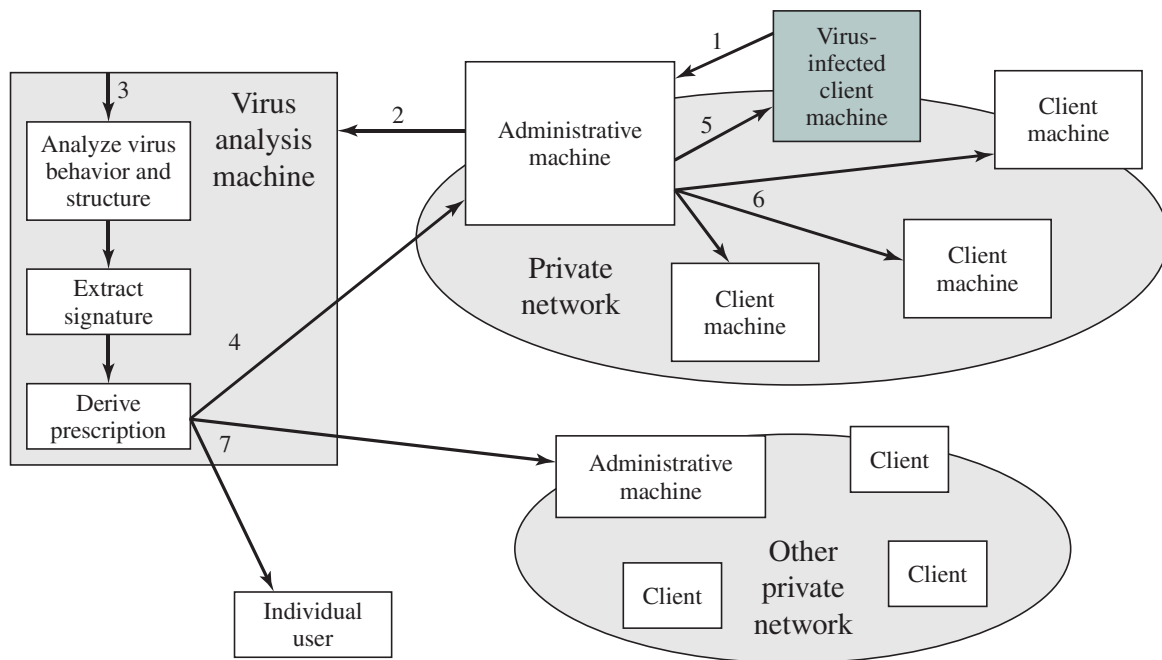 1
Virus-
infected
client
machine
3
Virus
analysis
machine
2
Administrative
machine
5
Client
machine
Analyze virus
behavior and
structure
6
Client
machine
Private
network
Client
machine
Extract
signature
4
Derive
prescription
7
Administrative
machine
Client
Other
private
network
Client
Client
Individual
user